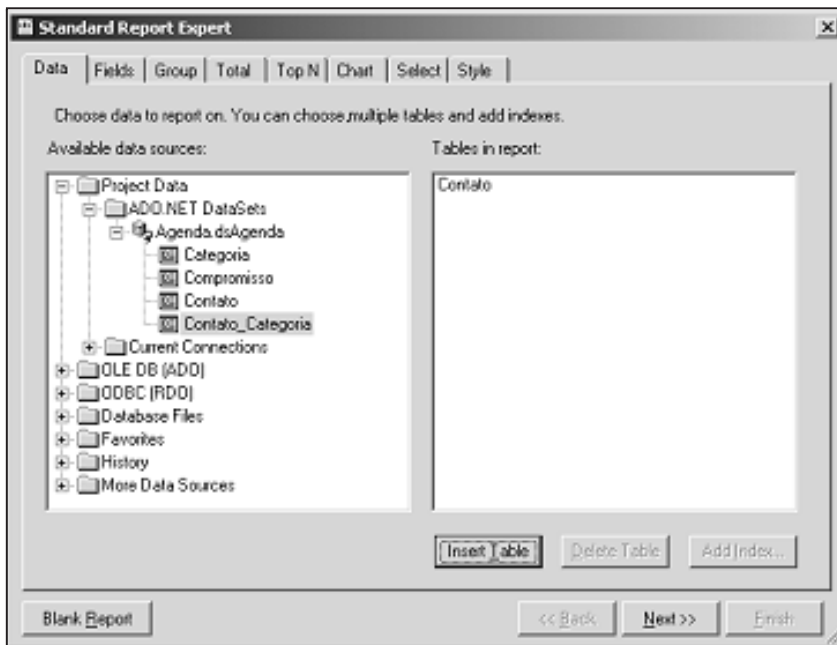 Standard Report Expert
Data Fields Group Total Top N Chart Select Style
Choose data to report on. You can choose multiple tables and add indexes.
Available data sources:
Tables in report:
Project Data
ADO.NET DataSets
Agenda.dsAgenda
Categoria
Compromisso
Contato
Contato_Categoria
Current Connections
OLE DB (ADO)
ODBC (RDO)
Database Files
Favorites
History
More Data Sources
Contato
Insert Table Delete Table Add Index...
Blank Report << Back Next >> Finish